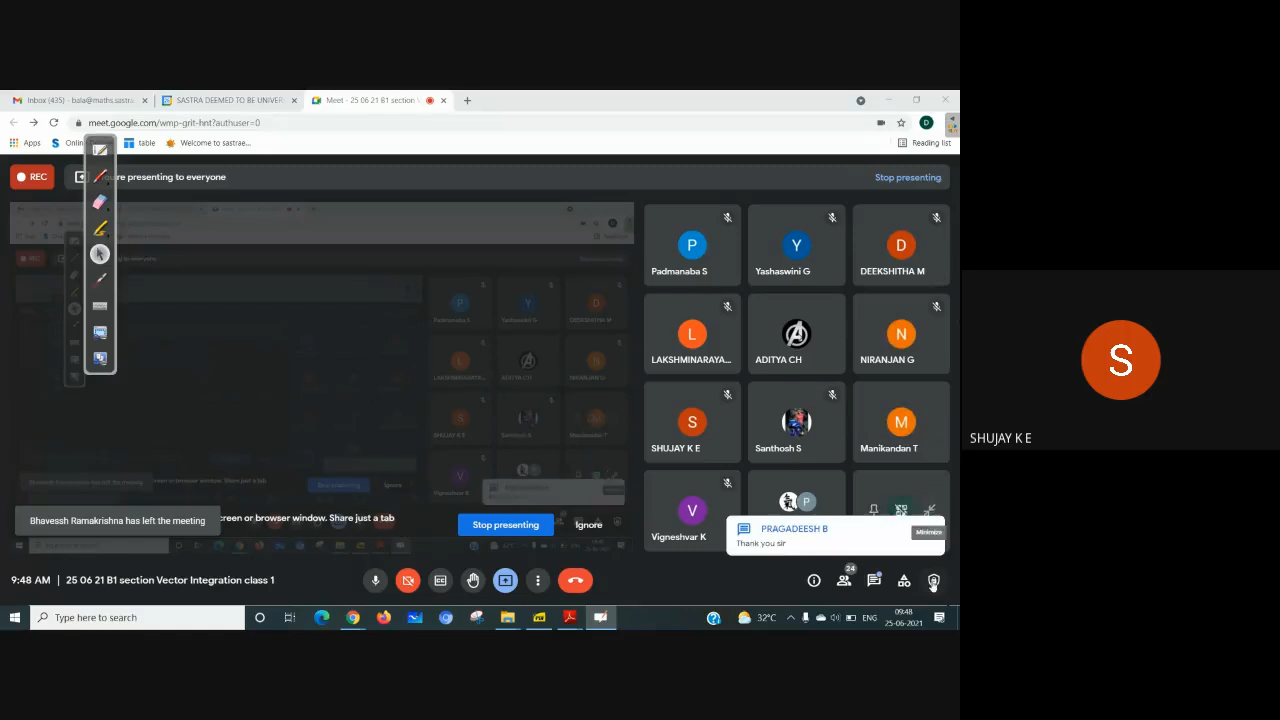 Inbox (435) - bala@maths.sastra.
SASTRA DEEMED TO BE UNIVER
Meet - 25 06 21 B1 section V
meet.google.com/wmp-grit-hnt?authuser=0
Apps
table
Welcome to sastrae...
Reading list
REC
re presenting to everyone
Stop presenting
P
Padmanaba S
Y
Yashaswini G
D
DEEKSHITHA M
L
LAKSHMINARAYA...
ADITYA CH
N
NIRANJAN G
S
SHUJAY K E
Santhosh S
M
Manikandan T
V
Vigneshvar K
P
PRAGADEESH B
Thank you sir
Minimize
Bhavessh Ramakrishna has left the meeting
creen or browser window. Share just a tab
Stop presenting
Ignore
9:48 AM | 25 06 21 B1 section Vector Integration class 1
24
Type here to search
32°C
ENG
09:48
25-06-2021
S
SHUJAY K E